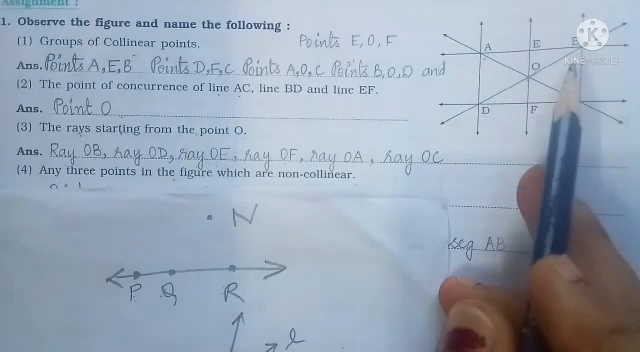 Assignment :
1. Observe the figure and name the following :
(1) Groups of Collinear points. Points E, O, F
Ans. Points A, E, B Points D, F, C Points A, O, C Points B, O, D and
(2) The point of concurrence of line AC, line BD and line EF.
Ans. Point O
(3) The rays starting from the point O.
Ans. Ray OB, ray OD, ray OE, ray OF, ray OA, ray OC
(4) Any three points in the figure which are non-collinear.
A E
O
D F
K
KINEMASTER
N
seg AB
P Q R
l